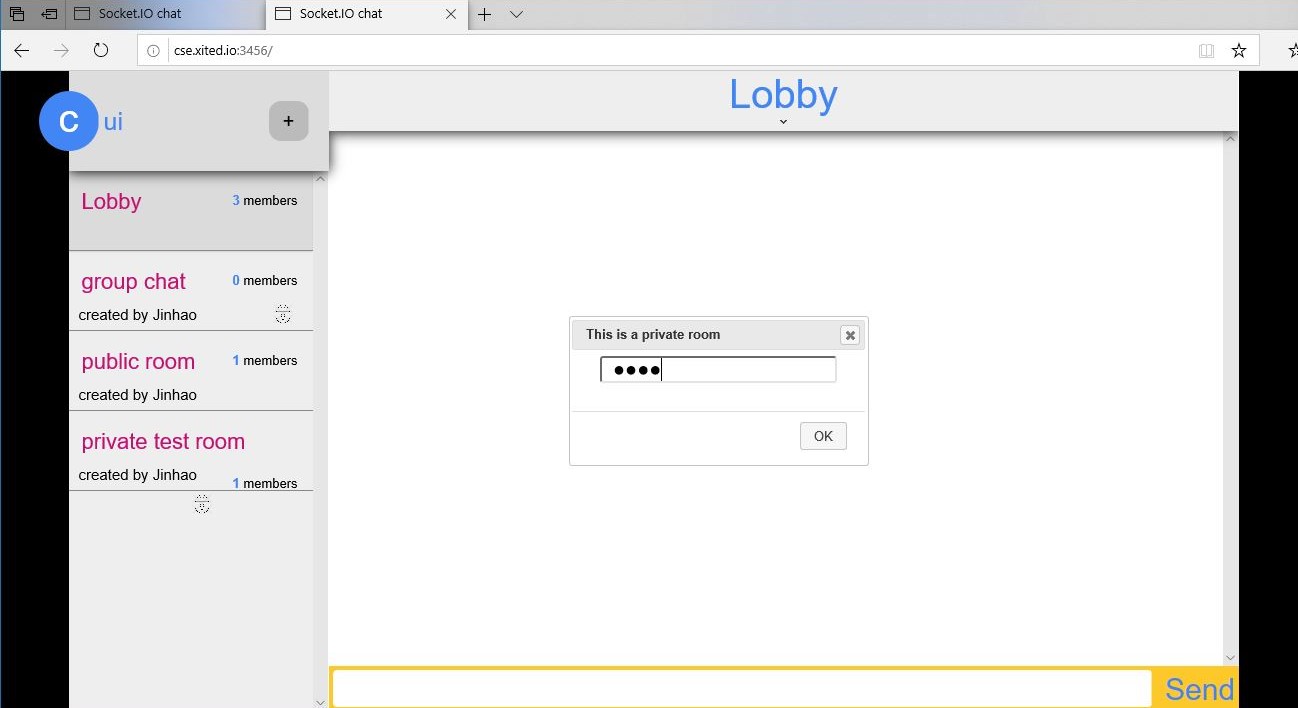 Socket.IO chat
Socket.IO chat
cse.xited.io:3456/
C ui
+
Lobby
Lobby
3 members
group chat
0 members
created by Jinhao
public room
1 members
created by Jinhao
private test room
created by Jinhao
1 members
This is a private room
OK
Send